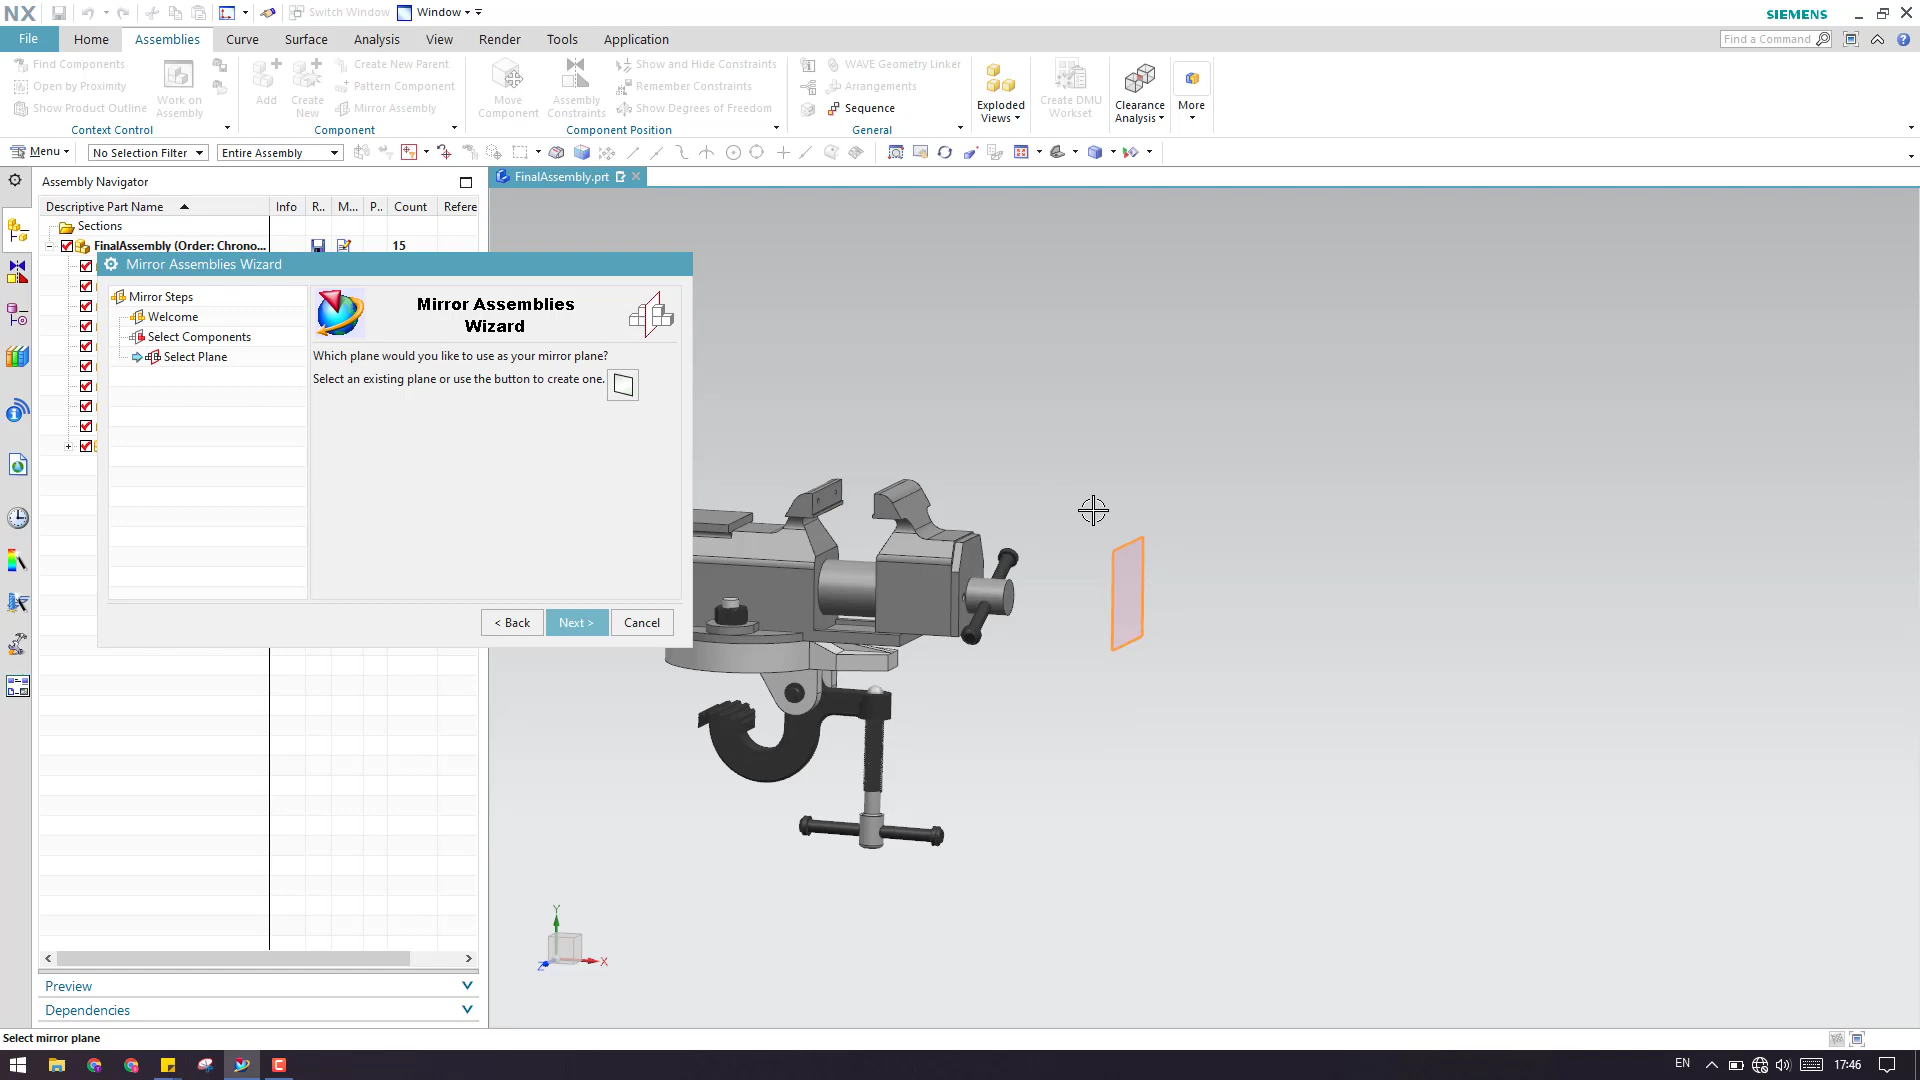 NX
Switch Window
Window
SIEMENS
File
Home
Assemblies
Curve
Surface
Analysis
View
Render
Tools
Application
Find a Command
Find Components
Open by Proximity
Show Product Outline
Work on Assembly
Context Control
Add
Create New
Create New Parent
Pattern Component
Mirror Assembly
Component
Move Component
Assembly Constraints
Show and Hide Constraints
Remember Constraints
Show Degrees of Freedom
Component Position
WAVE Geometry Linker
Arrangements
Sequence
General
Exploded Views
Create DMU Workset
Clearance Analysis
More
Menu
No Selection Filter
Entire Assembly
Assembly Navigator
FinalAssembly.prt
Descriptive Part Name
Info
R..
M...
P..
Count
Refere
Sections
FinalAssembly (Order: Chrono...
15
Mirror Assemblies Wizard
Mirror Steps
Welcome
Select Components
Select Plane
Mirror Assemblies
Wizard
Which plane would you like to use as your mirror plane?
Select an existing plane or use the button to create one.
< Back
Next >
Cancel
Y
X
Z
Preview
Dependencies
Select mirror plane
EN
17:46